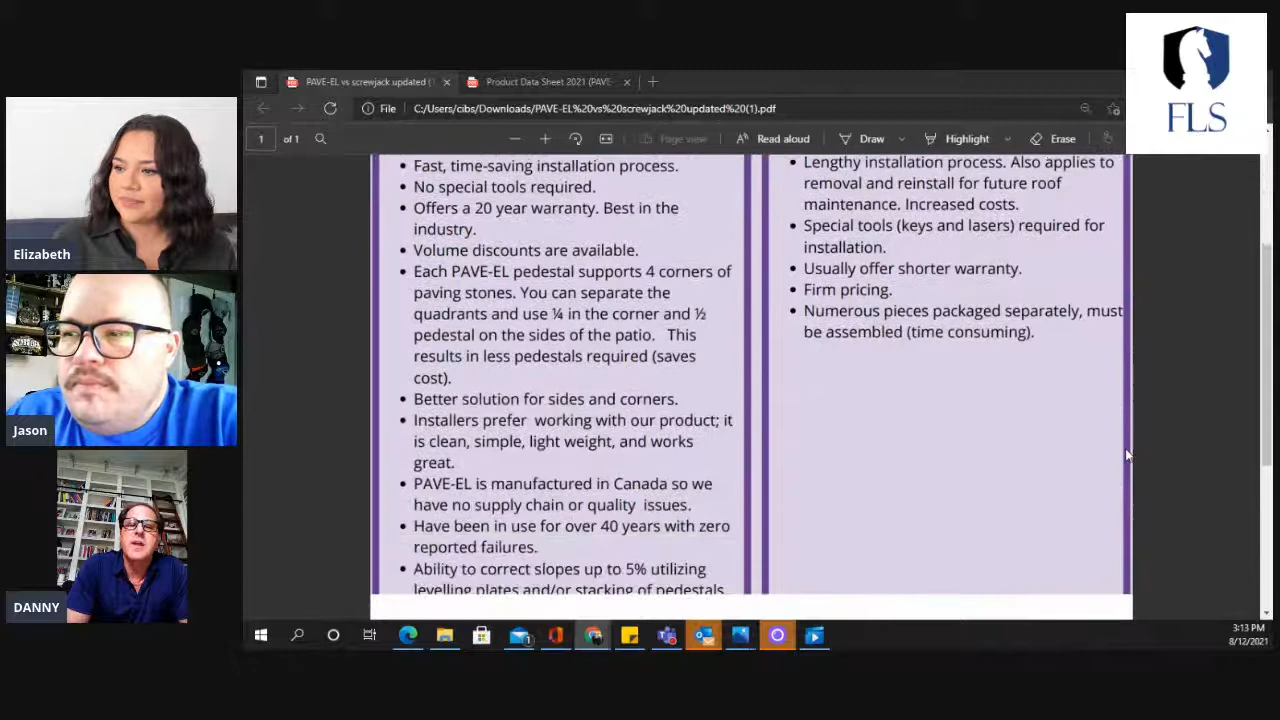 PAVE-EL vs screwjack updated (
Product Data Sheet 2021 (PAVE-
File
C:/Users/cibs/Downloads/PAVE-EL%20vs%20screwjack%20updated%20(1).pdf
1 of 1
Page view
Read aloud
Draw
Highlight
Erase
FLS
Elizabeth
Jason
DANNY
• Fast, time-saving installation process.
• No special tools required.
• Offers a 20 year warranty. Best in the
industry.
• Volume discounts are available.
• Each PAVE-EL pedestal supports 4 corners of
paving stones. You can separate the
quadrants and use ¼ in the corner and ½
pedestal on the sides of the patio. This
results in less pedestals required (saves
cost).
• Better solution for sides and corners.
• Installers prefer working with our product; it
is clean, simple, light weight, and works
great.
• PAVE-EL is manufactured in Canada so we
have no supply chain or quality issues.
• Have been in use for over 40 years with zero
reported failures.
• Ability to correct slopes up to 5% utilizing
levelling plates and/or stacking of pedestals
• Lengthy installation process. Also applies to
removal and reinstall for future roof
maintenance. Increased costs.
• Special tools (keys and lasers) required for
installation.
• Usually offer shorter warranty.
• Firm pricing.
• Numerous pieces packaged separately, must
be assembled (time consuming).
3:13 PM
8/12/2021